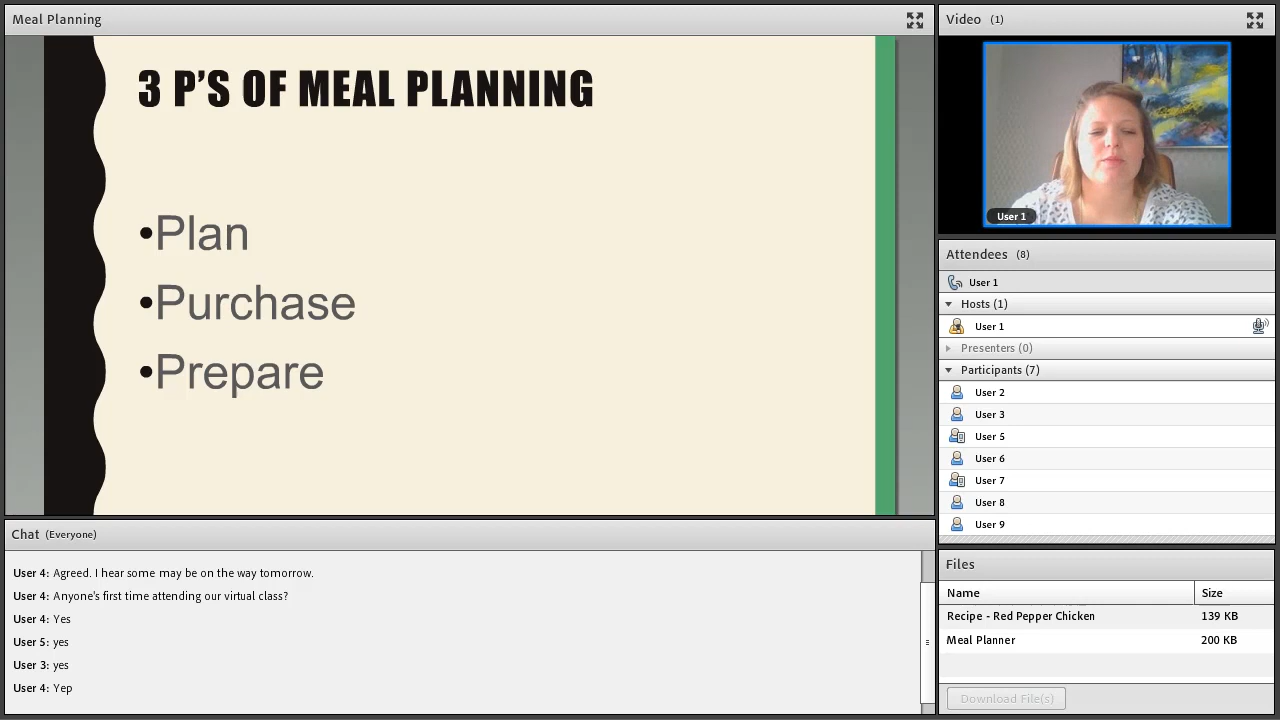 Meal Planning
3 P'S OF MEAL PLANNING
•Plan
•Purchase
•Prepare
Chat (Everyone)
User 4: Agreed. I hear some may be on the way tomorrow.
User 4: Anyone's first time attending our virtual class?
User 4: Yes
User 5: yes
User 3: yes
User 4: Yep
Video (1)
User 1
Attendees (8)
User 1
Hosts (1)
User 1
Presenters (0)
Participants (7)
User 2
User 3
User 5
User 6
User 7
User 8
User 9
Files
Name Size
Recipe - Red Pepper Chicken 139 KB
Meal Planner 200 KB
Download File(s)